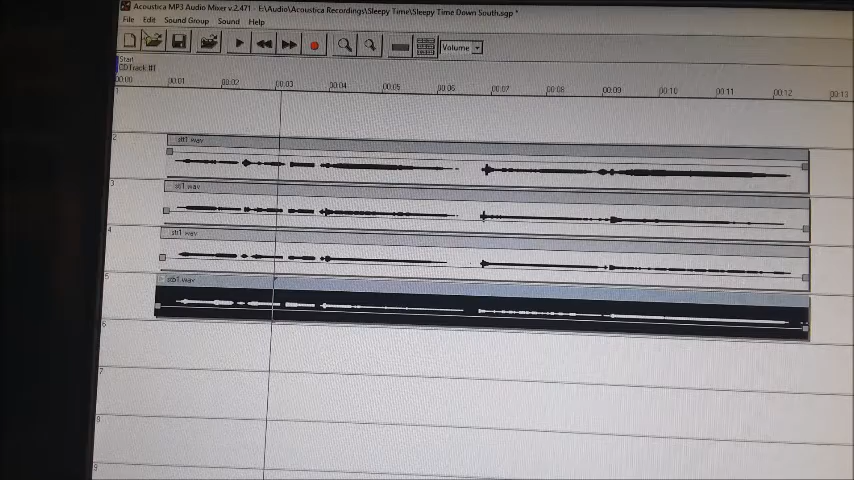 Acoustica MP3 Audio Mixer v.2.471 - E:\Audio\Acoustica Recordings\Sleepy Time\Sleepy Time Down South.sgp *
File Edit Sound Group Sound Help
Volume
Start
CDTrack #1
00:00 00:01 00:02 00:03 00:04 00:05 00:06 00:07 00:08 00:09 00:10 00:11 00:12 00:13
1
2
3
4
5
6
7
8
9